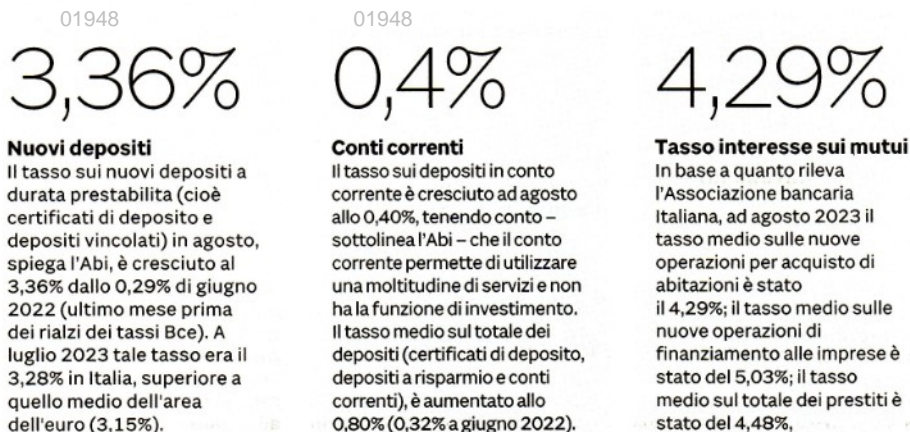 01948
3,36%
Nuovi depositi
Il tasso sui nuovi depositi a
durata prestabilita (cioè
certificati di deposito e
depositi vincolati) in agosto,
spiega l'Abi, è cresciuto al
3,36% dallo 0,29% di giugno
2022 (ultimo mese prima
dei rialzi dei tassi Bce). A
luglio 2023 tale tasso era il
3,28% in Italia, superiore a
quello medio dell'area
dell'euro (3,15%).
01948
0,4%
Conti correnti
Il tasso sui depositi in conto
corrente è cresciuto ad agosto
allo 0,40%, tenendo conto –
sottolinea l'Abi – che il conto
corrente permette di utilizzare
una moltitudine di servizi e non
ha la funzione di investimento.
Il tasso medio sul totale dei
depositi (certificati di deposito,
depositi a risparmio e conti
correnti), è aumentato allo
0,80% (0,32% a giugno 2022).
4,29%
Tasso interesse sui mutui
In base a quanto rileva
l'Associazione bancaria
Italiana, ad agosto 2023 il
tasso medio sulle nuove
operazioni per acquisto di
abitazioni è stato
il 4,29%; il tasso medio sulle
nuove operazioni di
finanziamento alle imprese è
stato del 5,03%; il tasso
medio sul totale dei prestiti è
stato del 4,48%,